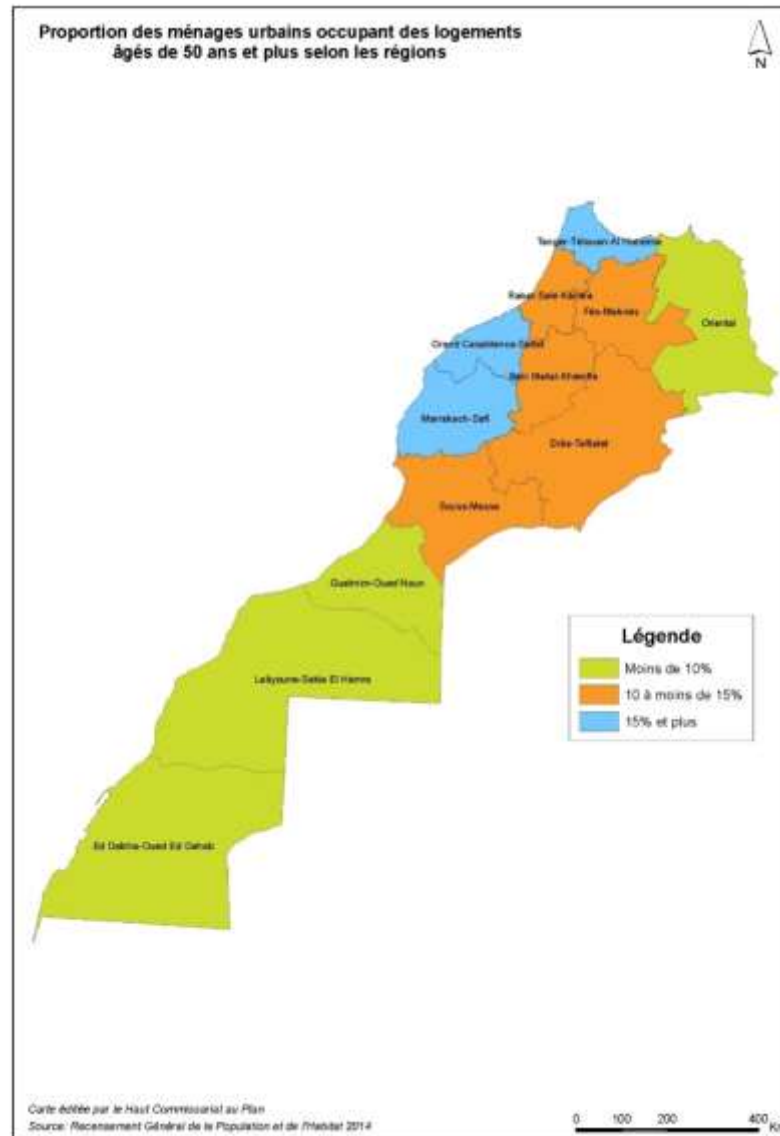 Proportion des ménages urbains occupant des logements
âgés de 50 ans et plus selon les régions
N
Tanger-Tetouan-Al Hoceima
Rabat-Salé-Kénitra
Fès-Meknès
Oriental
Grand Casablanca-Settat
Beni Mellal-Khenifra
Marrakech-Safi
Drâa-Tafilalet
Souss-Massa
Guelmim-Oued Noun
Laâyoune-Sakia El Hamra
Ed Dakhla-Oued Ed Dahab
Légende
Moins de 10%
10 à moins de 15%
15% et plus
Carte éditée par le Haut Commissariat au Plan
Source: Recensement Général de la Population et de l'Habitat 2014
0 100 200 400